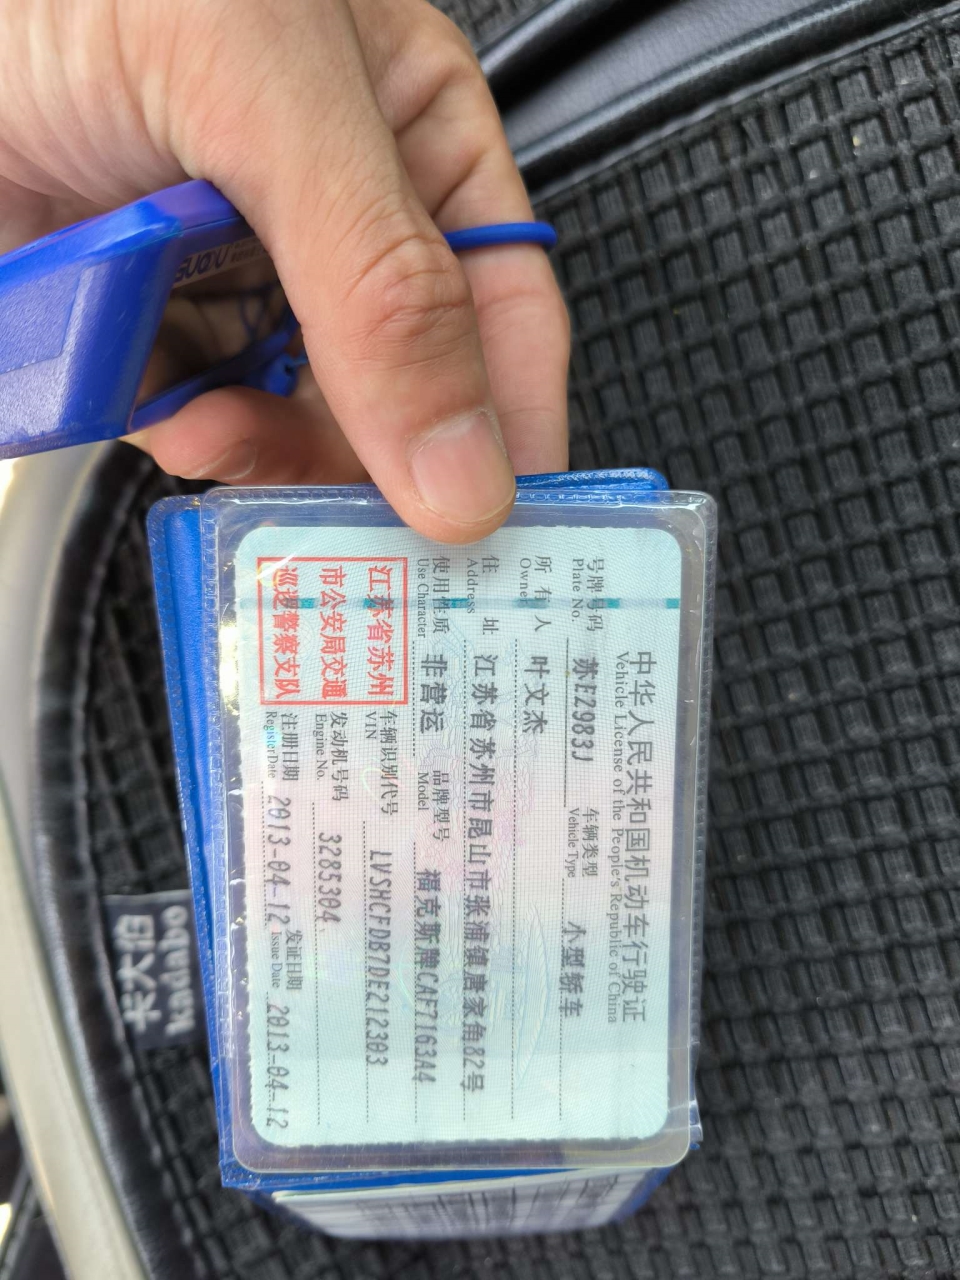 中华人民共和国机动车行驶证
Vehicle License of the People's Republic of China
号牌号码 苏EZ983J 车辆类型 小型轿车
Plate No. Vehicle Type
所有人 叶文杰
Owner
住址 江苏省苏州市昆山市张浦镇唐家角82号
Address
使用性质 非营运 品牌型号 福克斯牌CAF7163A4
Use Character Model
江苏省苏州
市公安局交通
巡逻警察支队
车辆识别代号 LVSHCFDB7DE212303
VIN
发动机号码 3285304
Engine No.
注册日期 2013-04-12 发证日期 2013-04-12
Register Date Issue Date
卡大伯
kadabo